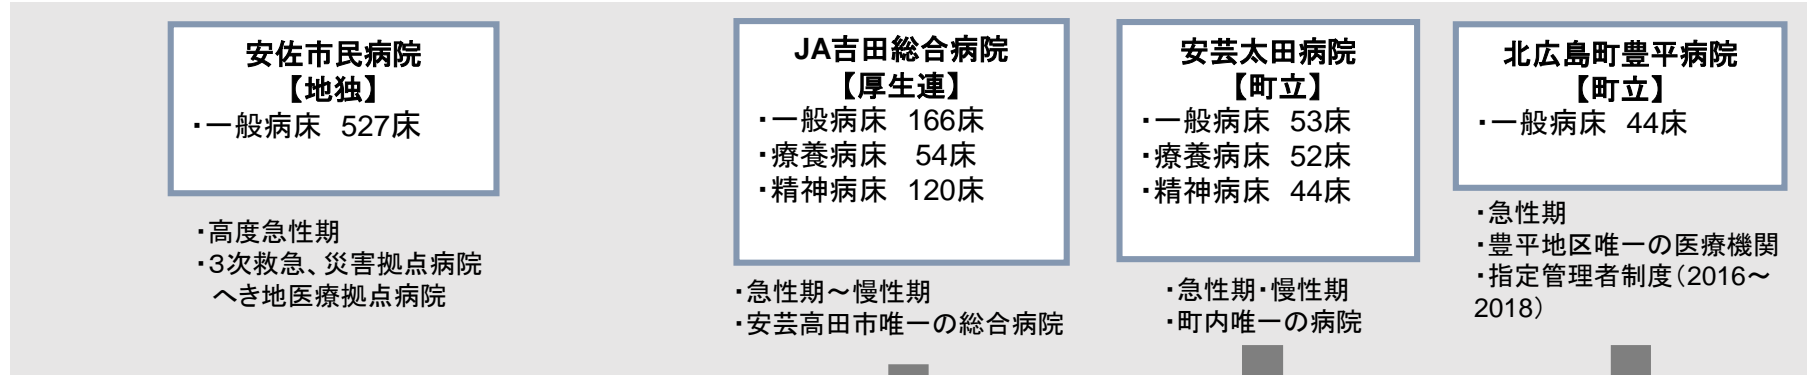 安佐市民病院
【地独】
・一般病床 527床
・高度急性期
・3次救急、災害拠点病院
へき地医療拠点病院
JA吉田総合病院
【厚生連】
・一般病床 166床
・療養病床 54床
・精神病床 120床
・急性期～慢性期
・安芸高田市唯一の総合病院
安芸太田病院
【町立】
・一般病床 53床
・療養病床 52床
・精神病床 44床
・急性期・慢性期
・町内唯一の病院
北広島町豊平病院
【町立】
・一般病床 44床
・急性期
・豊平地区唯一の医療機関
・指定管理者制度（2016～
2018）